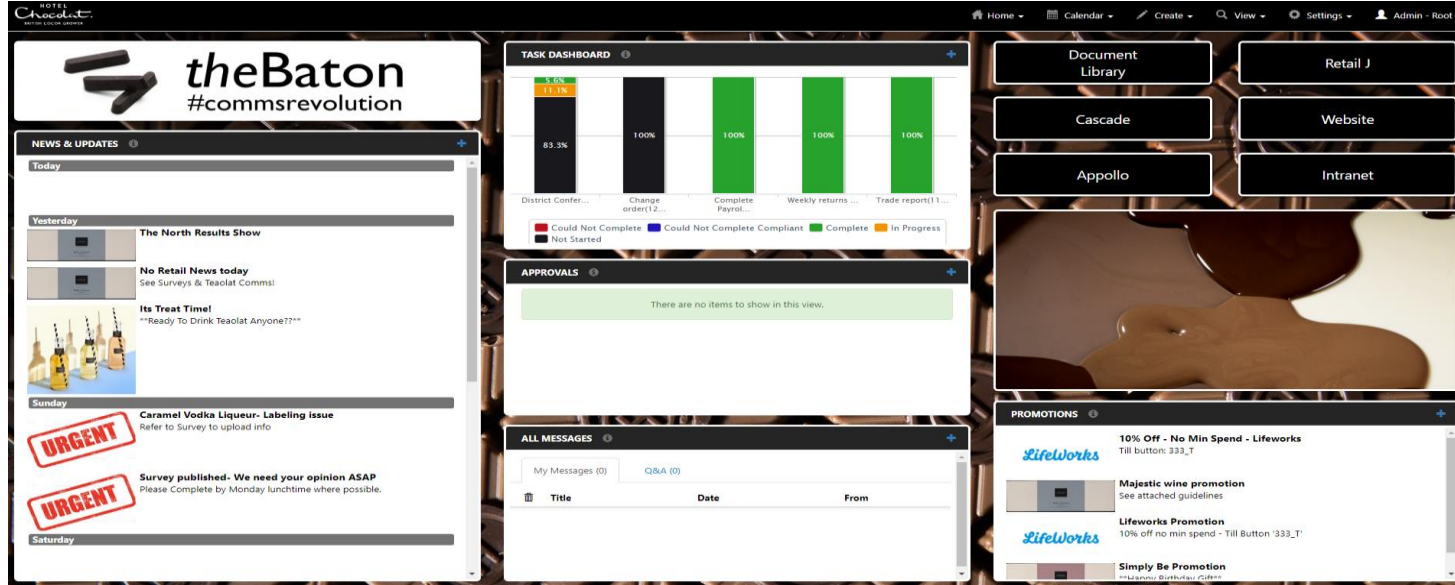 HOTEL
Chocolat.
BRITISH COCOA GROWER
Home
Calendar
Create
View
Settings
Admin - Root
theBaton
#commsrevolution
NEWS & UPDATES
Today
Yesterday
The North Results Show
No Retail News today
See Surveys & Teaolat Comms!
Its Treat Time!
**Ready To Drink Teaolat Anyone??**
Sunday
URGENT
Caramel Vodka Liqueur- Labeling issue
Refer to Survey to upload info
URGENT
Survey published- We need your opinion ASAP
Please Complete by Monday lunchtime where possible.
Saturday
TASK DASHBOARD
5.6%
11.1%
83.3%
100%
100%
100%
100%
District Confer...
Change
order(12...
Complete
Payrol...
Weekly returns ...
Trade report(11...
Could Not Complete
Could Not Complete Compliant
Complete
In Progress
Not Started
APPROVALS
There are no items to show in this view.
ALL MESSAGES
My Messages (0)
Q&A (0)
Title
Date
From
Document
Library
Retail J
Cascade
Website
Appollo
Intranet
PROMOTIONS
LifeWorks
10% Off - No Min Spend - Lifeworks
Till button: 333_T
Majestic wine promotion
See attached guidelines
LifeWorks
Lifeworks Promotion
10% off no min spend - Till Button '333_T'
Simply Be Promotion
**Happy Birthday Gift**